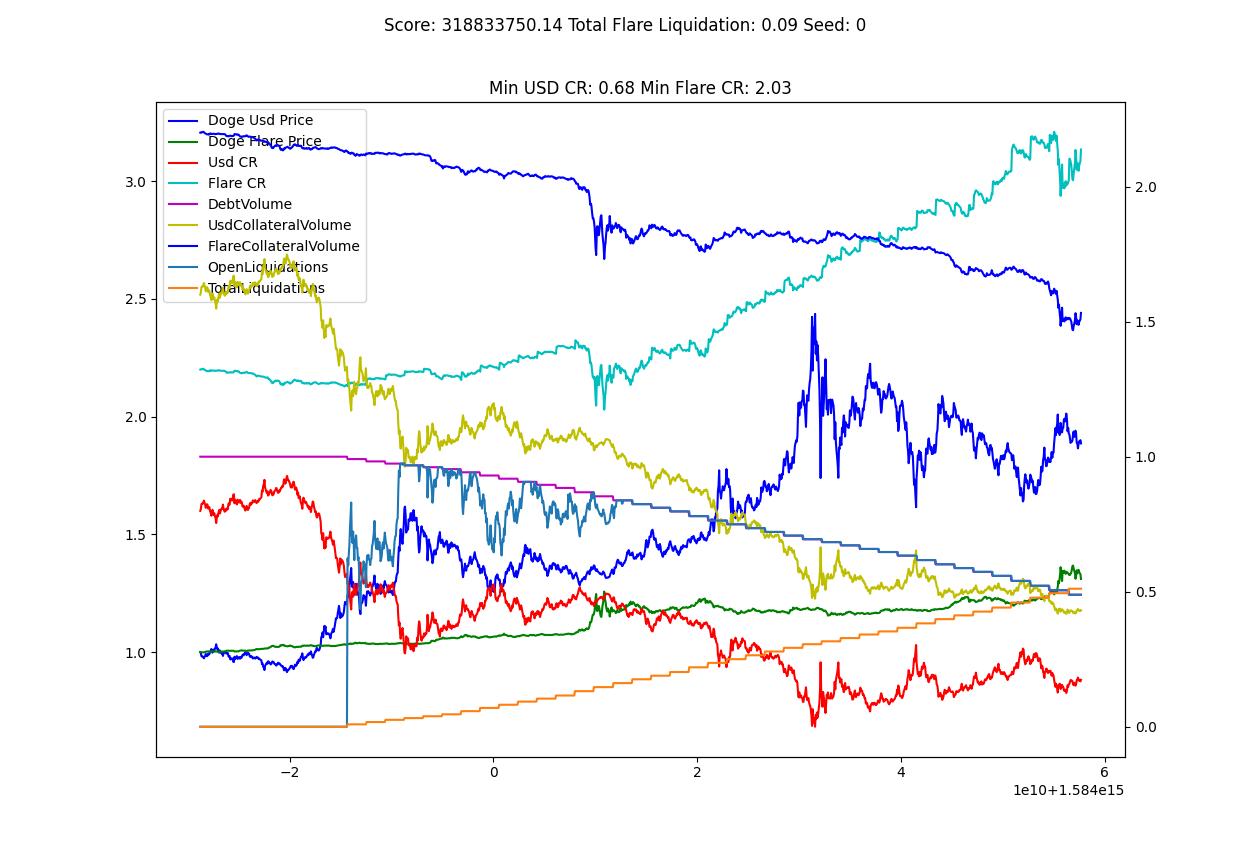 Score: 318833750.14 Total Flare Liquidation: 0.09 Seed: 0
Min USD CR: 0.68 Min Flare CR: 2.03
Doge Usd Price
Doge Flare Price
Usd CR
Flare CR
DebtVolume
UsdCollateralVolume
FlareCollateralVolume
OpenLiquidations
TotalLiquidations
3.0
2.5
2.0
1.5
1.0
2.0
1.5
1.0
0.5
0.0
−2
0
2
4
6
1e10+1.584e15